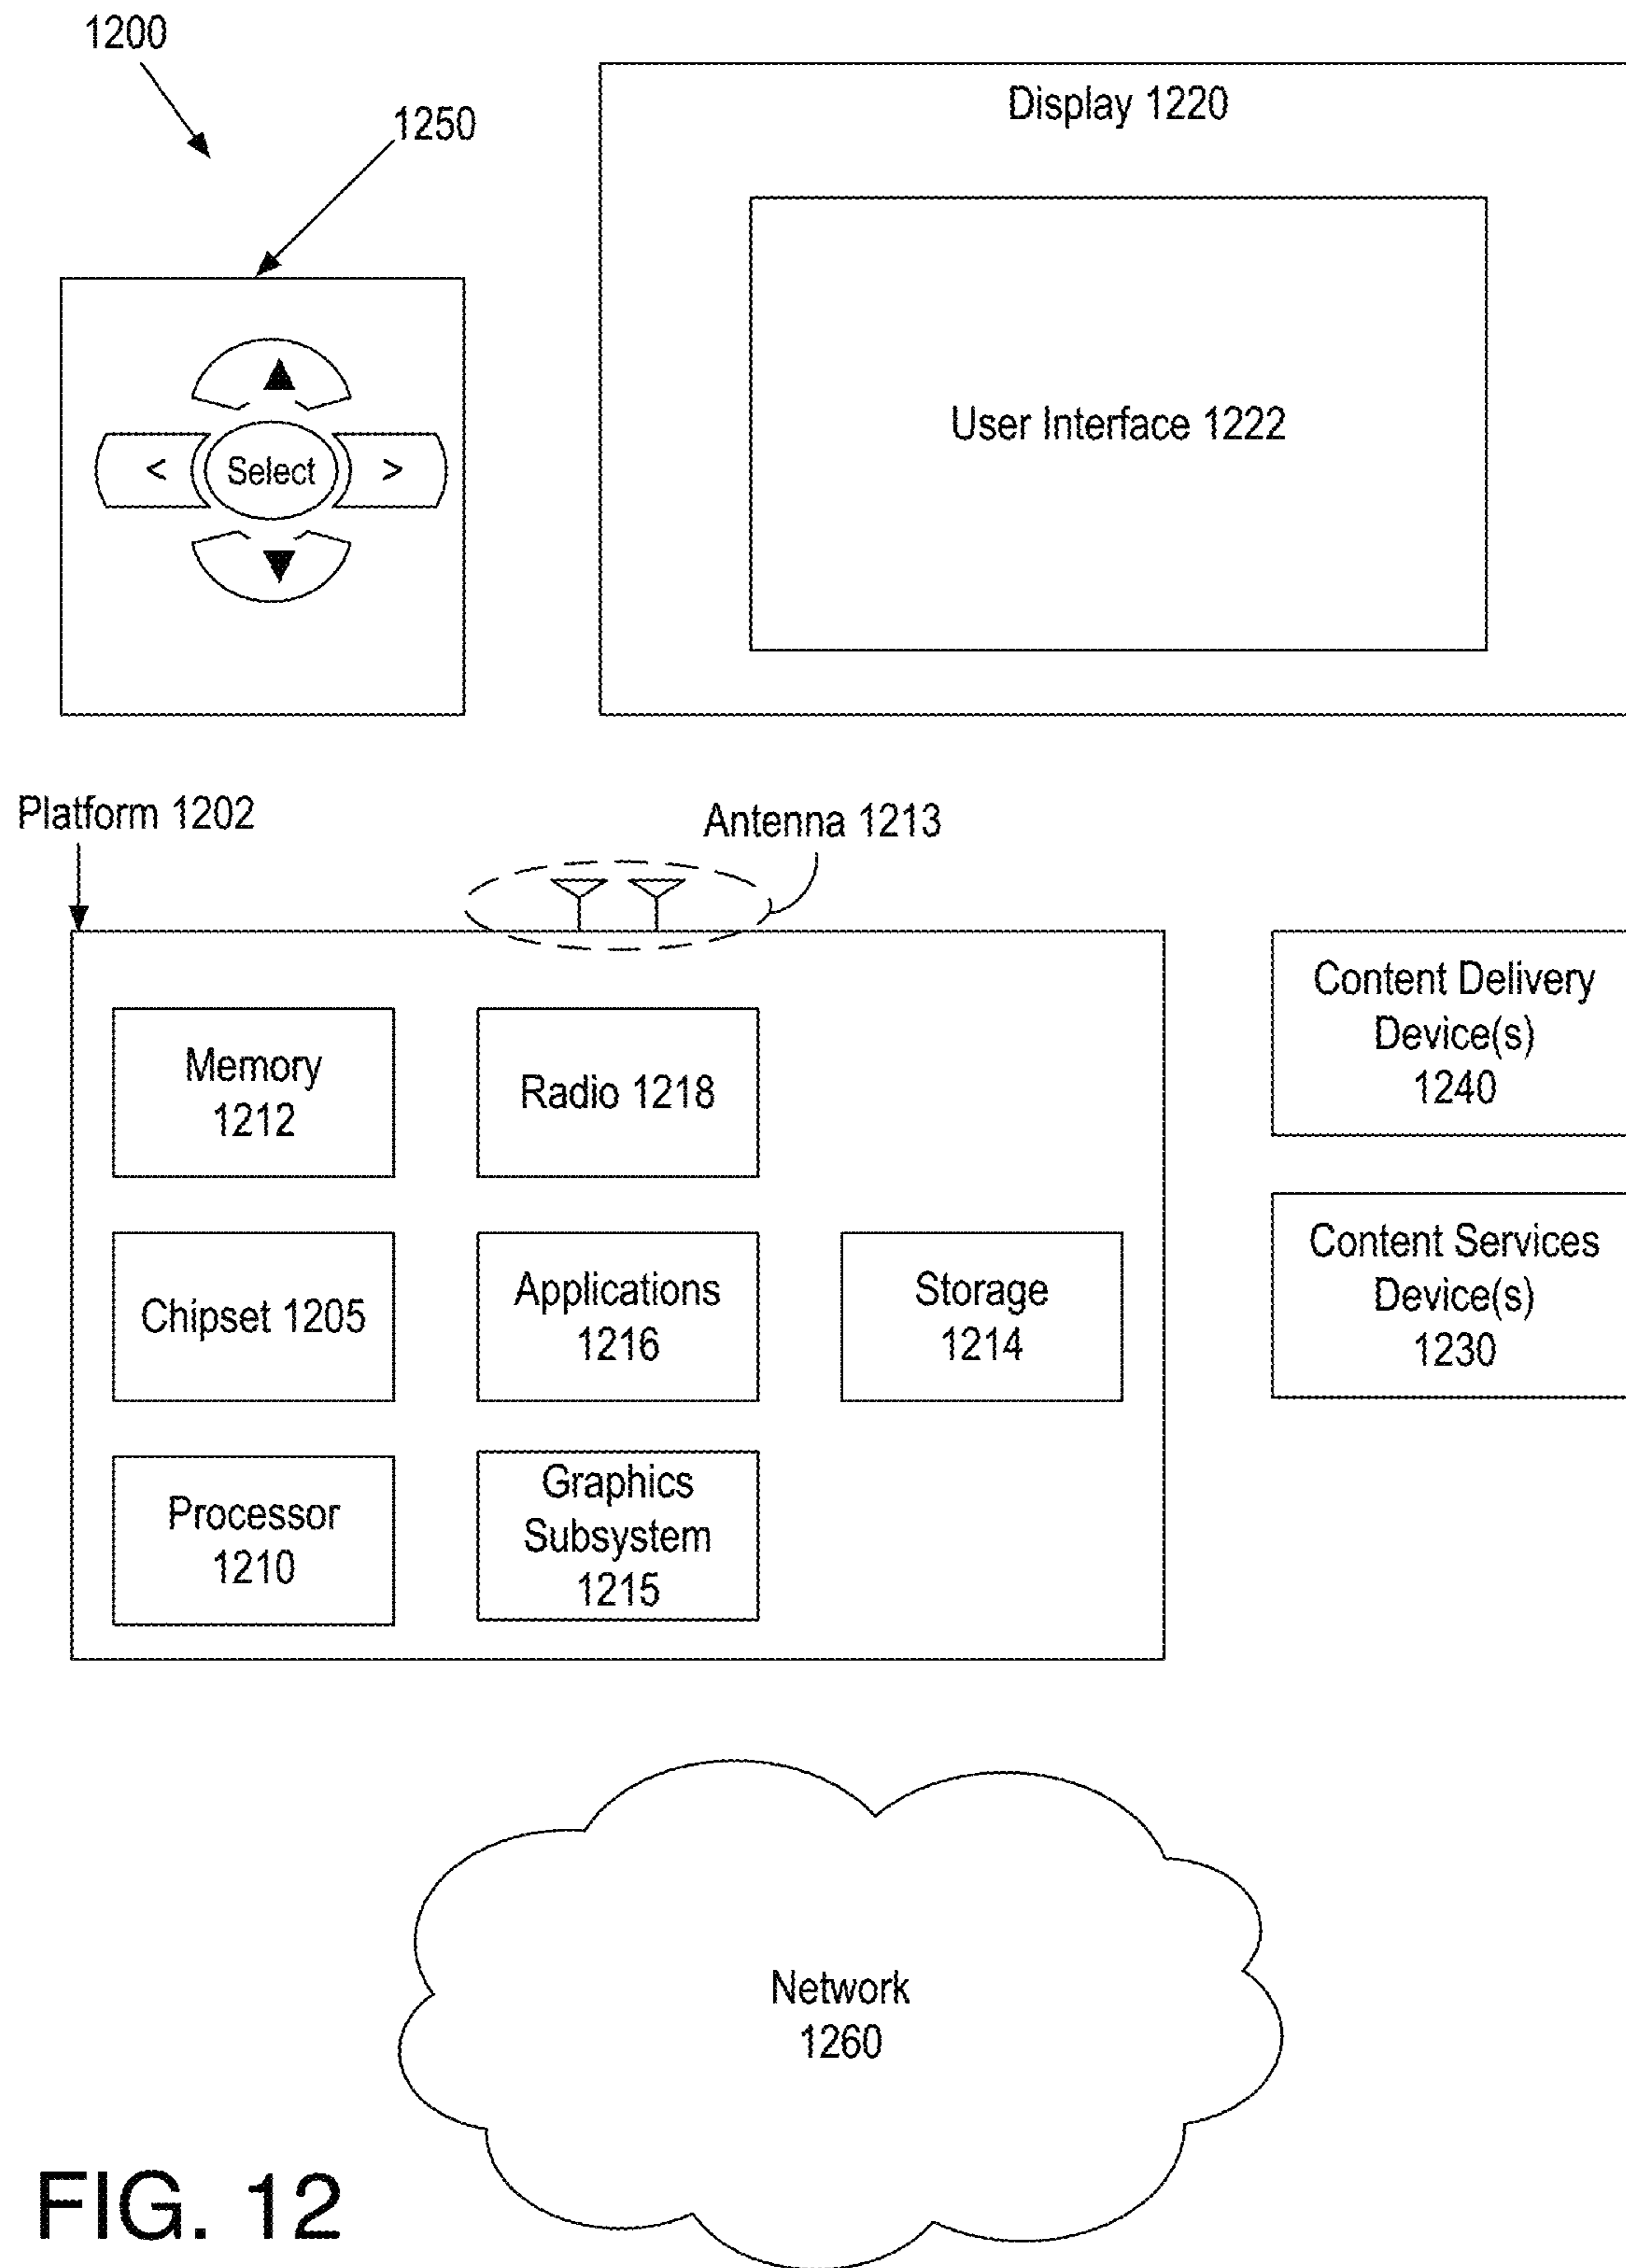 1200
1250
Display 1220
User Interface 1222
<
Select
>
Platform 1202
Antenna 1213
Memory
1212
Radio 1218
Content Delivery
Device(s)
1240
Chipset 1205
Applications
1216
Storage
1214
Content Services
Device(s)
1230
Processor
1210
Graphics
Subsystem
1215
Network
1260
FIG. 12